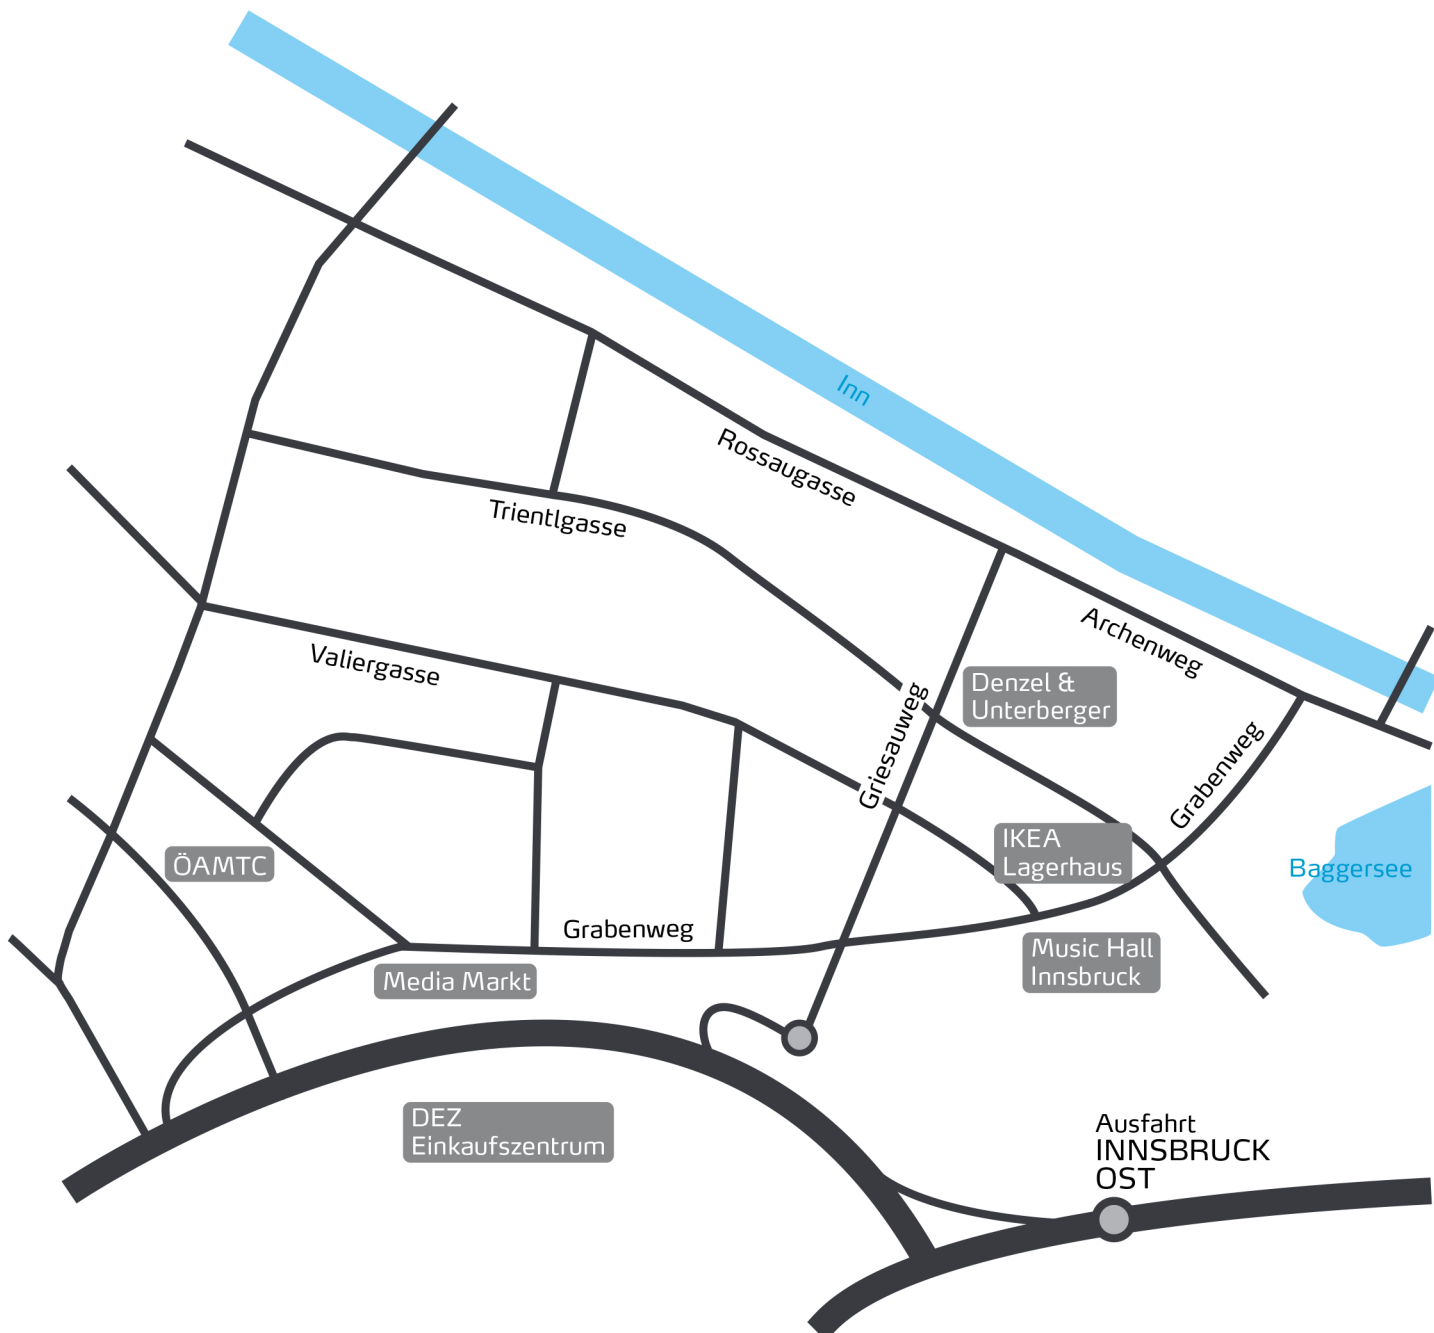 Inn
Rossaugasse
Trientlgasse
Archenweg
Valiergasse
Denzel &
Unterberger
Griesauweg
Grabenweg
IKEA
Lagerhaus
ÖAMTC
Baggersee
Grabenweg
Music Hall
Innsbruck
Media Markt
DEZ
Einkaufszentrum
Ausfahrt
INNSBRUCK
OST